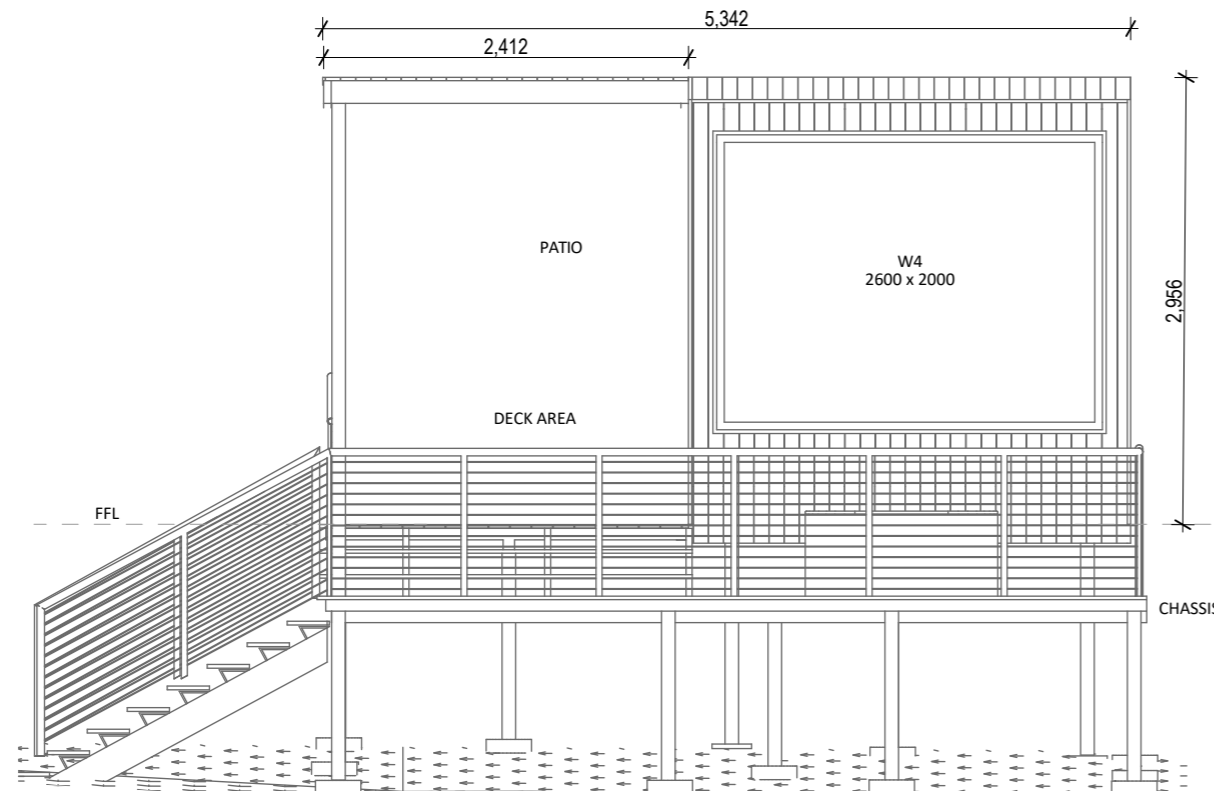 5,342
2,412
PATIO
W4
2600 x 2000
2,956
DECK AREA
FFL
CHASSIS